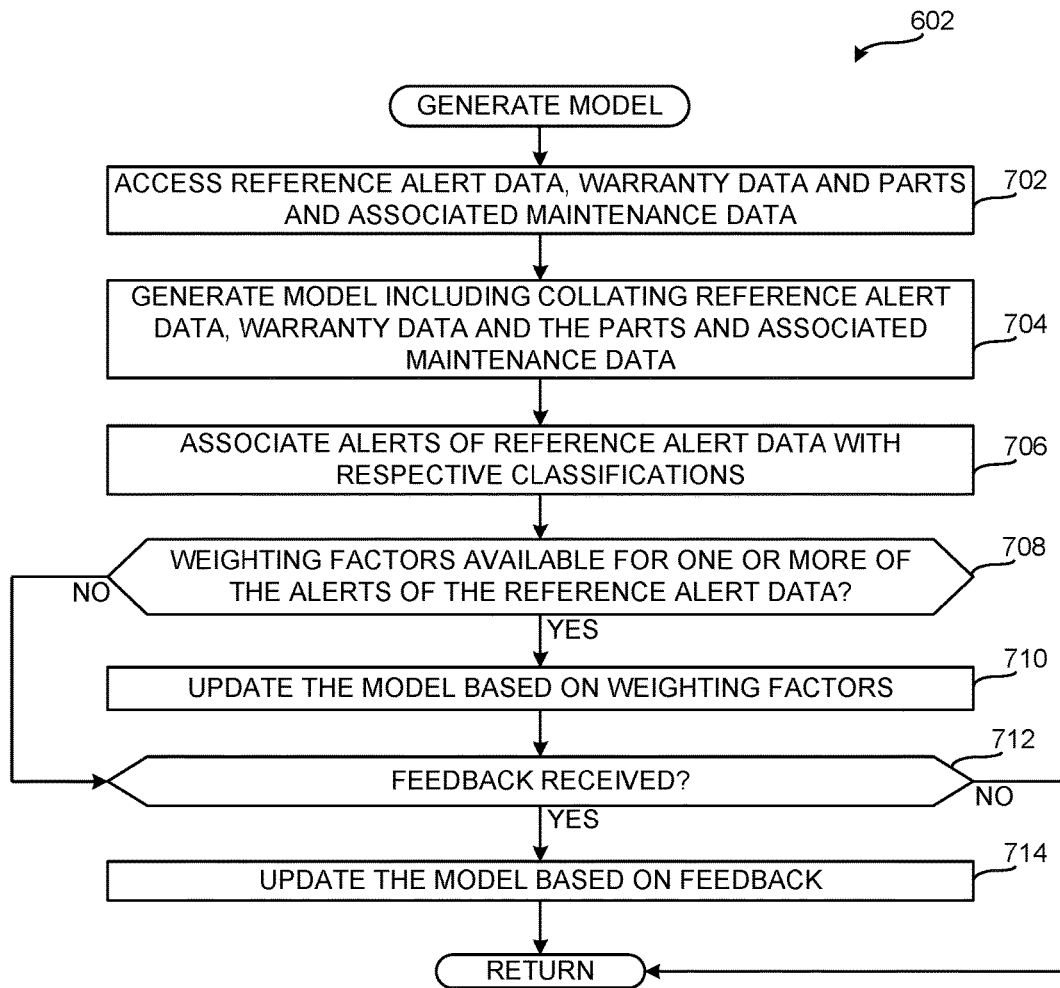 602
GENERATE MODEL
ACCESS REFERENCE ALERT DATA, WARRANTY DATA AND PARTS
AND ASSOCIATED MAINTENANCE DATA
702
GENERATE MODEL INCLUDING COLLATING REFERENCE ALERT
DATA, WARRANTY DATA AND THE PARTS AND ASSOCIATED
MAINTENANCE DATA
704
ASSOCIATE ALERTS OF REFERENCE ALERT DATA WITH
RESPECTIVE CLASSIFICATIONS
706
WEIGHTING FACTORS AVAILABLE FOR ONE OR MORE OF
THE ALERTS OF THE REFERENCE ALERT DATA?
708
NO
YES
UPDATE THE MODEL BASED ON WEIGHTING FACTORS
710
FEEDBACK RECEIVED?
712
NO
YES
UPDATE THE MODEL BASED ON FEEDBACK
714
RETURN